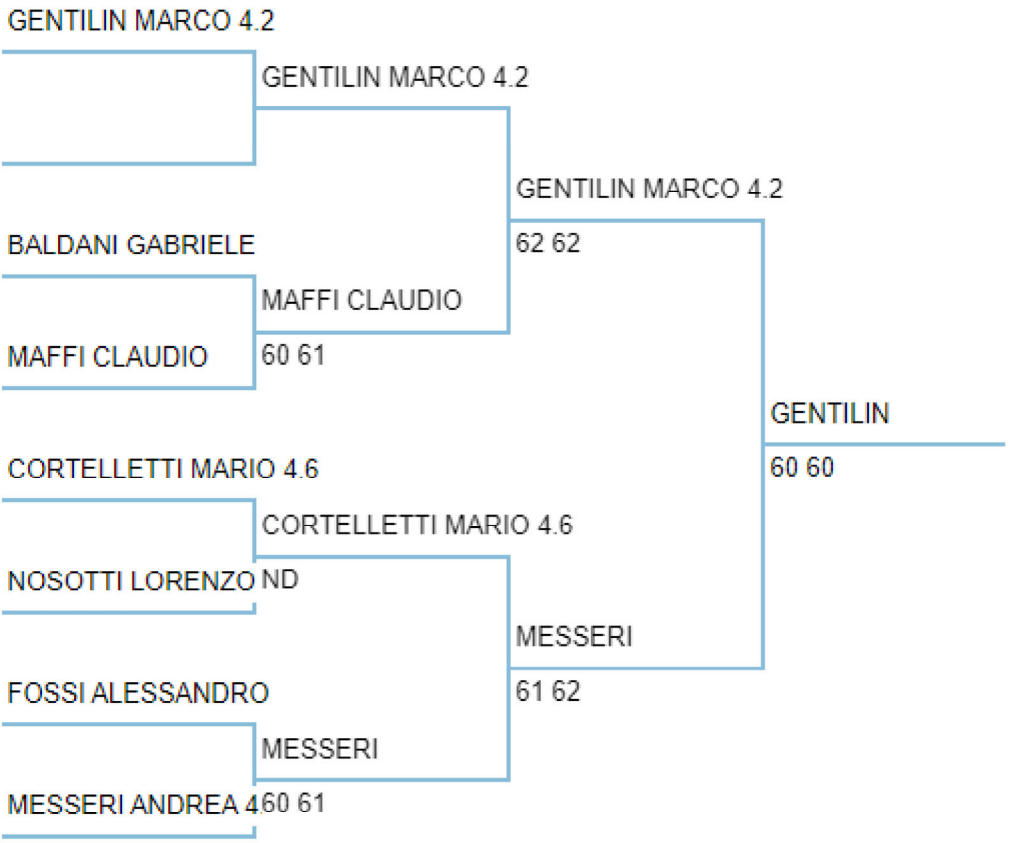 GENTILIN MARCO 4.2
GENTILIN MARCO 4.2
GENTILIN MARCO 4.2
62 62
BALDANI GABRIELE
MAFFI CLAUDIO
60 61
MAFFI CLAUDIO
GENTILIN
60 60
CORTELLETTI MARIO 4.6
CORTELLETTI MARIO 4.6
ND
NOSOTTI LORENZO
MESSERI
61 62
FOSSI ALESSANDRO
MESSERI
60 61
MESSERI ANDREA